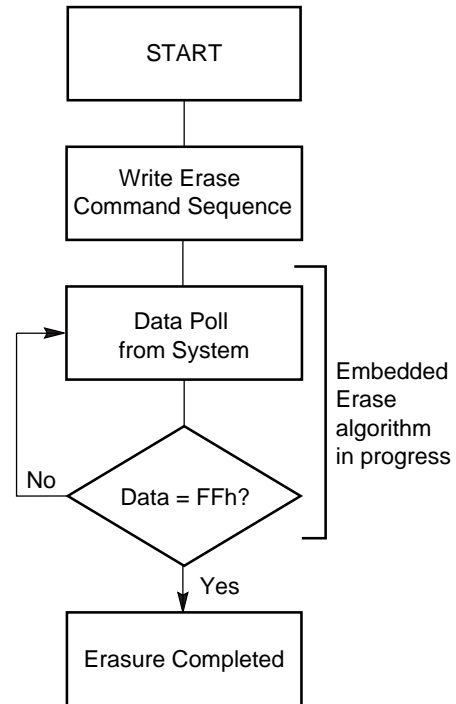 START
Write Erase
Command Sequence
Data Poll
from System
Embedded
Erase
algorithm
in progress
No
Data = FFh?
Yes
Erasure Completed